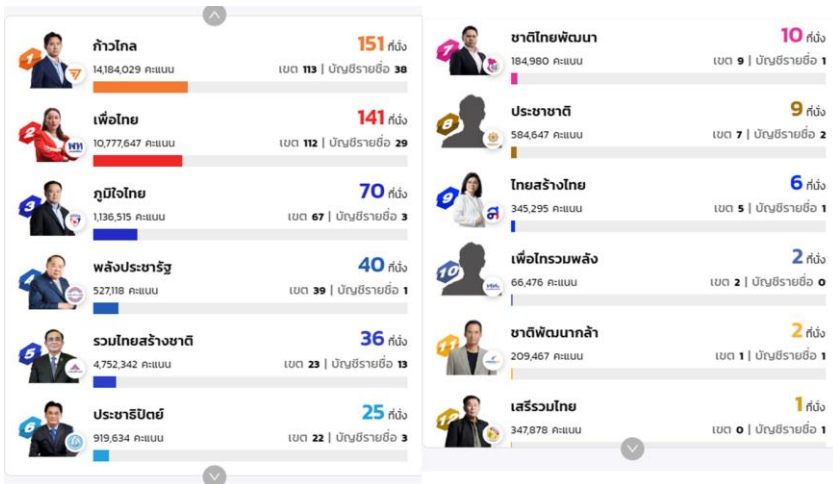 1
ก้าวไกล
151 ที่นั่ง
14,184,029 คะแนน
เขต 113 | บัญชีรายชื่อ 38
2
เพื่อไทย
141 ที่นั่ง
10,777,647 คะแนน
เขต 112 | บัญชีรายชื่อ 29
พท
3
ภูมิใจไทย
70 ที่นั่ง
1,136,515 คะแนน
เขต 67 | บัญชีรายชื่อ 3
4
พลังประชารัฐ
40 ที่นั่ง
527,118 คะแนน
เขต 39 | บัญชีรายชื่อ 1
5
รวมไทยสร้างชาติ
36 ที่นั่ง
4,752,342 คะแนน
เขต 23 | บัญชีรายชื่อ 13
6
ประชาธิปัตย์
25 ที่นั่ง
919,634 คะแนน
เขต 22 | บัญชีรายชื่อ 3
7
ชาติไทยพัฒนา
10 ที่นั่ง
184,980 คะแนน
เขต 9 | บัญชีรายชื่อ 1
8
ประชาชาติ
9 ที่นั่ง
584,647 คะแนน
เขต 7 | บัญชีรายชื่อ 2
9
ไทยสร้างไทย
6 ที่นั่ง
345,295 คะแนน
เขต 5 | บัญชีรายชื่อ 1
10
เพื่อไทรวมพลัง
2 ที่นั่ง
66,476 คะแนน
เขต 2 | บัญชีรายชื่อ 0
11
ชาติพัฒนากล้า
2 ที่นั่ง
209,467 คะแนน
เขต 1 | บัญชีรายชื่อ 1
12
เสรีรวมไทย
1 ที่นั่ง
347,878 คะแนน
เขต 0 | บัญชีรายชื่อ 1